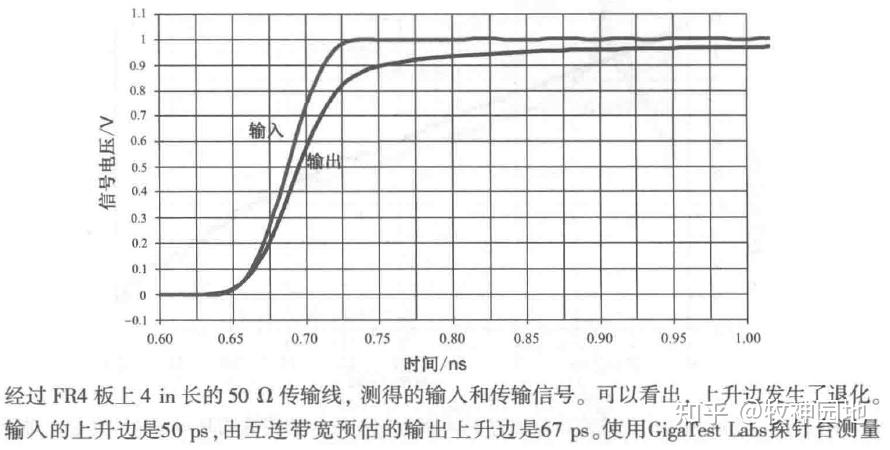 1.1
1
0.9
0.8
0.7
0.6
0.5
0.4
0.3
0.2
0.1
0
-0.1
信号电压/V
输入
输出
0.60 0.65 0.70 0.75 0.80 0.85 0.90 0.95 1.00
时间/ns
经过 FR4 板上 4 in 长的 50 Ω 传输线，测得的输入和传输信号。可以看出，上升边发生了退化。
输入的上升边是50 ps,由互连带宽预估的输出上升边是67 ps。使用GigaTest Labs探针台测量
知乎 @牧神园地